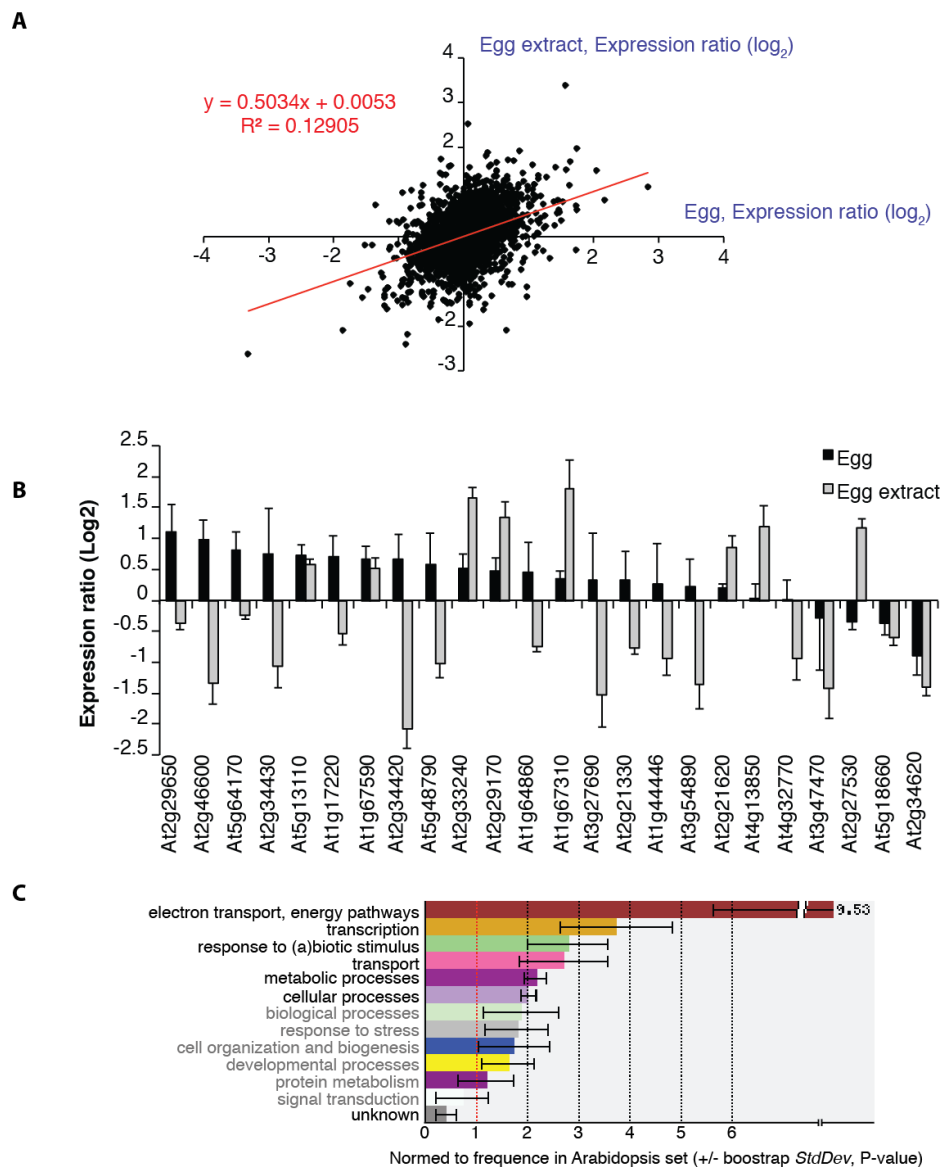 A
Egg extract, Expression ratio (log2)
4
3
2
y = 0.5034x + 0.0053
R² = 0.12905
Egg, Expression ratio (log2)
-4 -3 -2 2 3 4
-2
-3
B
Expression ratio (Log2)
2.5
2
1.5
1
0.5
0
-0.5
-1
-1.5
-2
-2.5
Egg
Egg extract
At2g29650
At2g46600
At5g64170
At2g34430
At5g13110
At1g17220
At1g67590
At2g34420
At5g48790
At2g33240
At2g29170
At1g64860
At1g67310
At3g27690
At2g21330
At1g44446
At3g54890
At2g21620
At4g13850
At4g32770
At3g47470
At2g27530
At5g18660
At2g34620
C
electron transport, energy pathways
9.53
transcription
response to (a)biotic stimulus
transport
metabolic processes
cellular processes
biological processes
response to stress
cell organization and biogenesis
developmental processes
protein metabolism
signal transduction
unknown
0 1 2 3 4 5 6
Normed to frequence in Arabidopsis set (+/- boostrap StdDev, P-value)